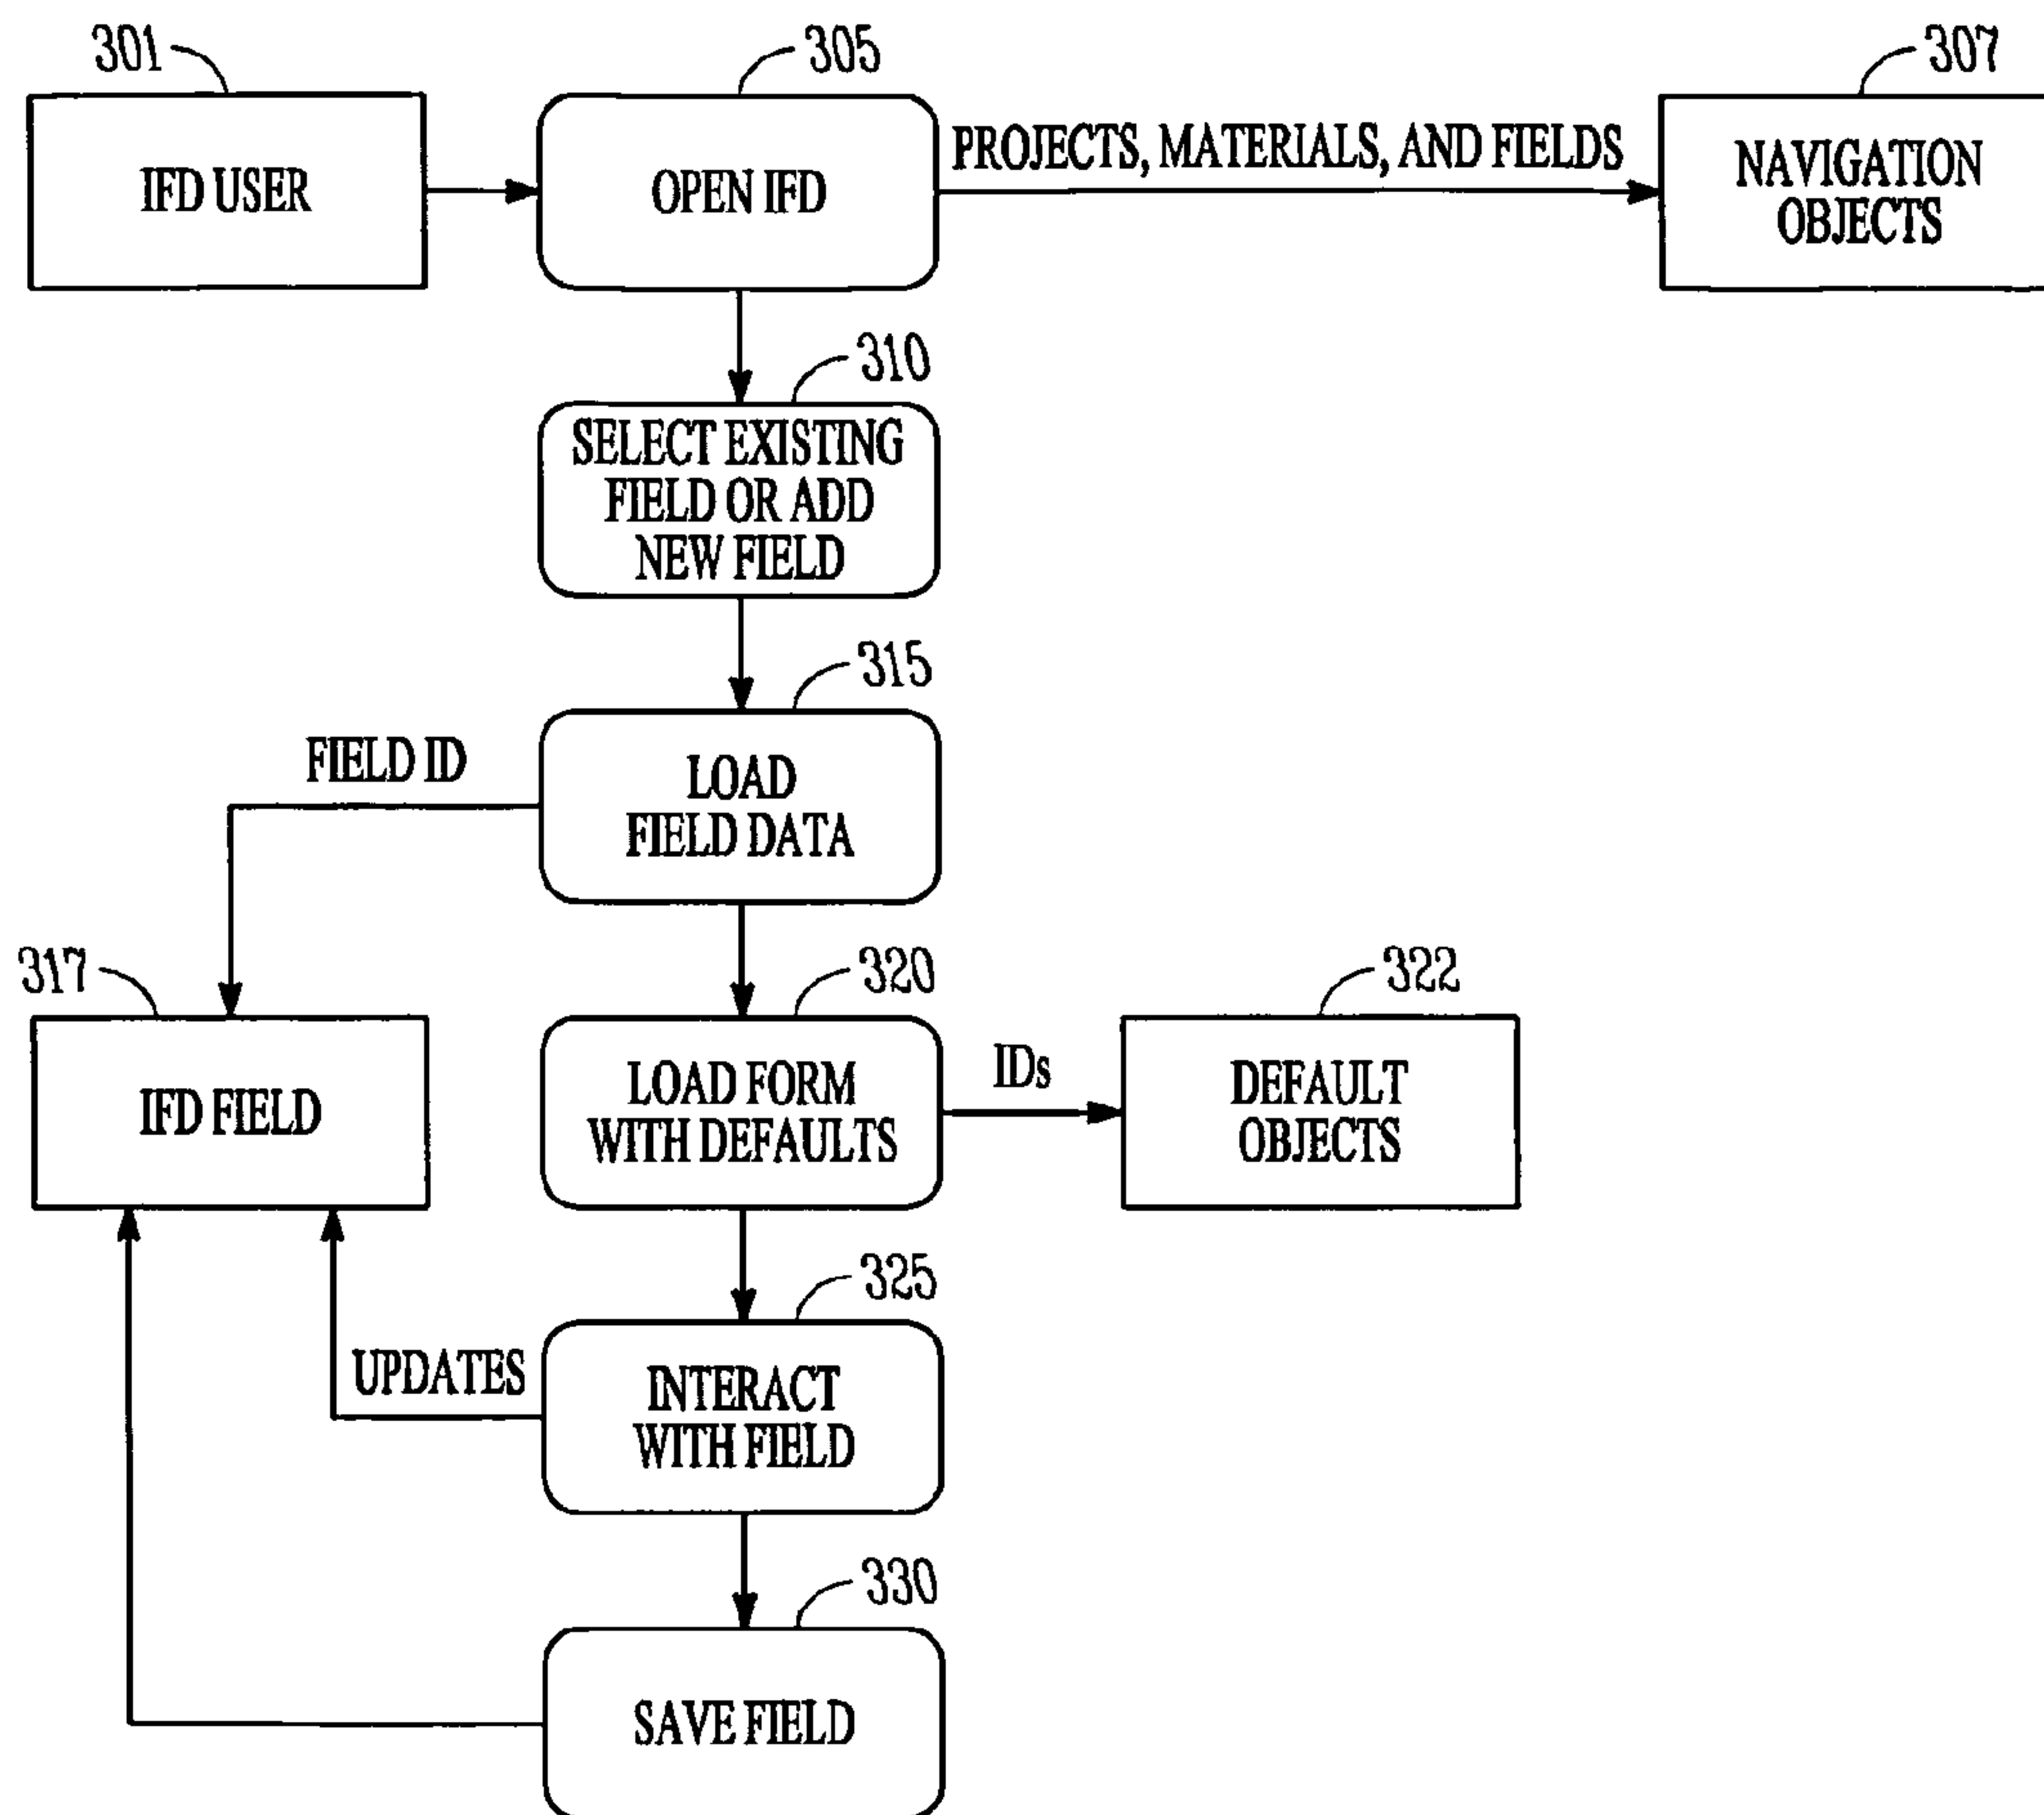 301
305
307
IFD USER
OPEN IFD
PROJECTS, MATERIALS, AND FIELDS
NAVIGATION
OBJECTS
310
SELECT EXISTING
FIELD OR ADD
NEW FIELD
315
FIELD ID
LOAD
FIELD DATA
317
320
322
IFD FIELD
LOAD FORM
WITH DEFAULTS
IDs
DEFAULT
OBJECTS
325
UPDATES
INTERACT
WITH FIELD
330
SAVE FIELD